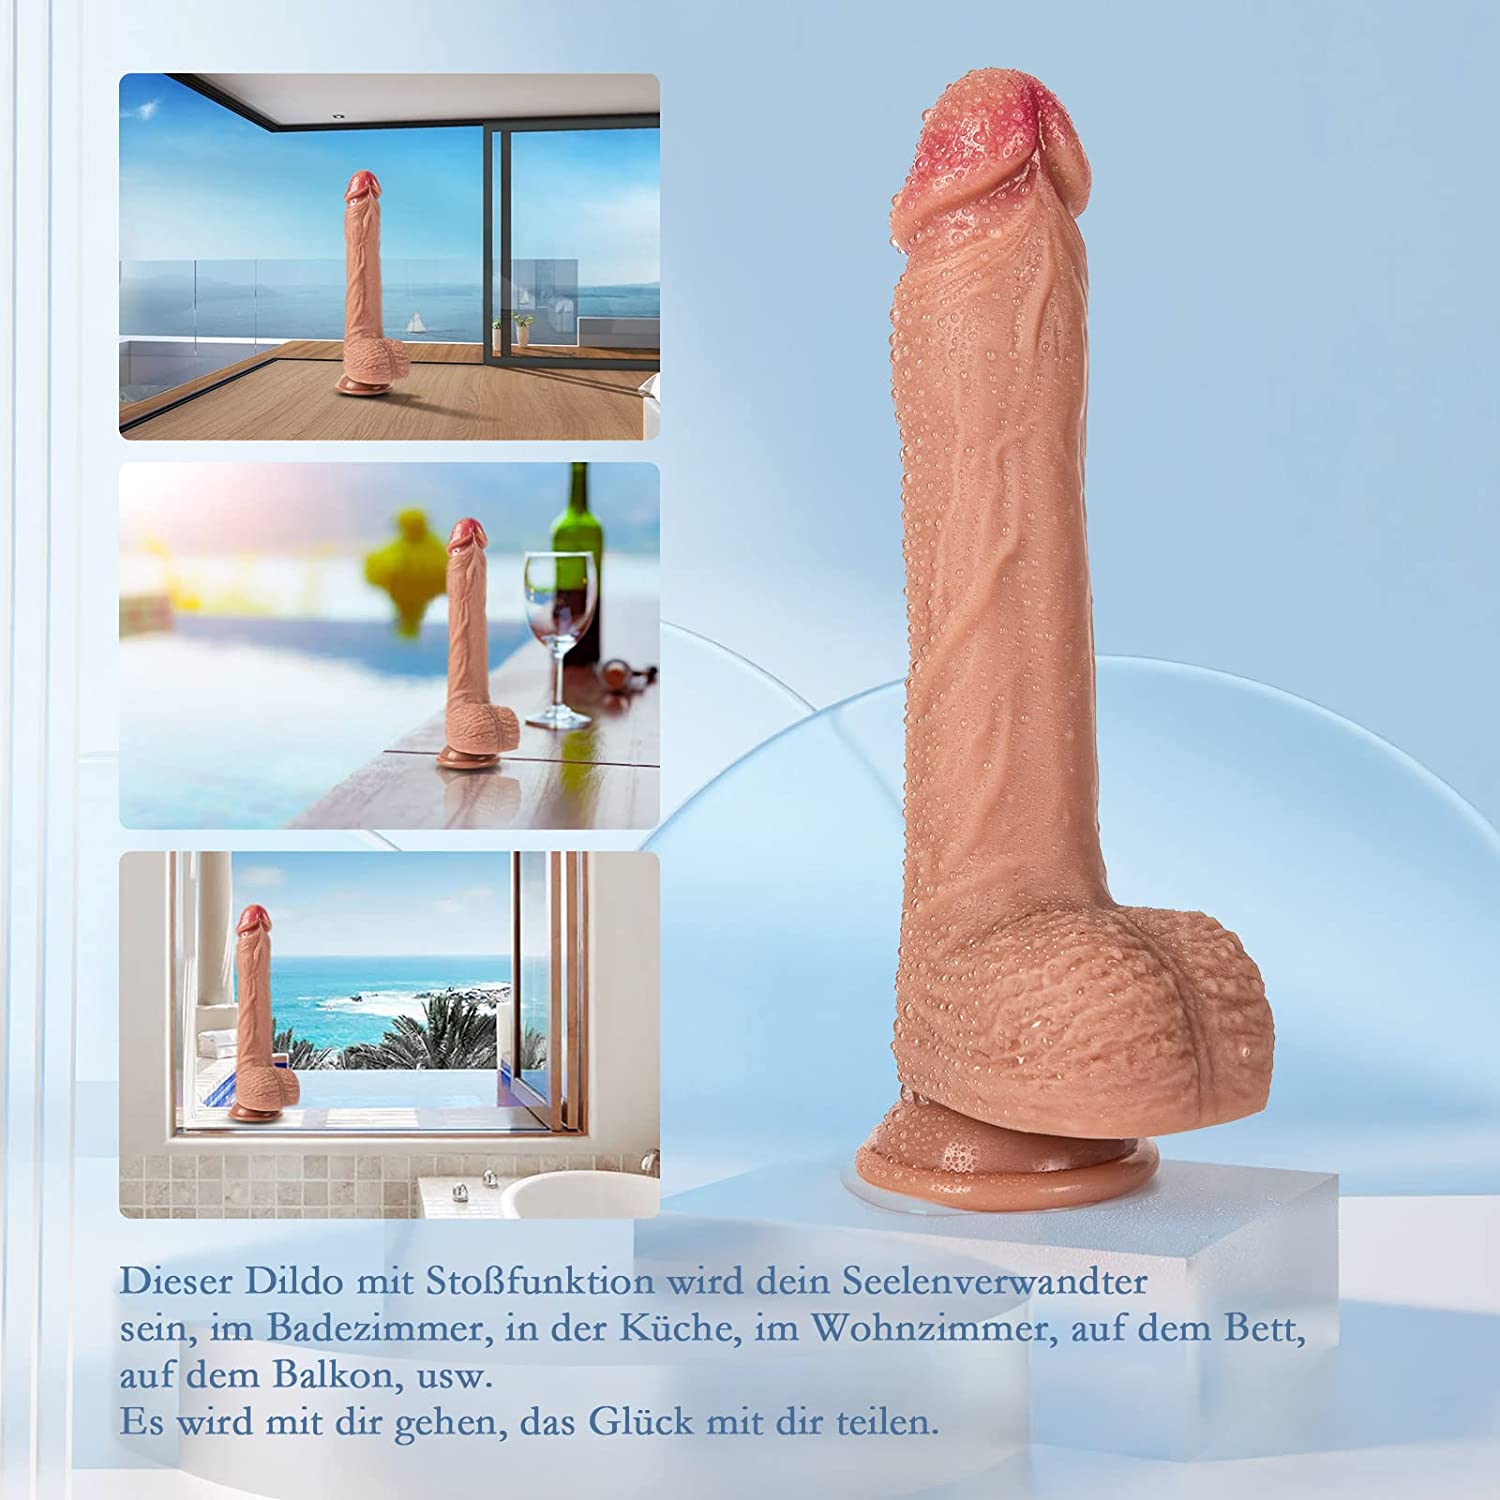 Dieser Dildo mit Stoßfunktion wird dein Seelenverwandter
sein, im Badezimmer, in der Küche, im Wohnzimmer, auf dem Bett,
auf dem Balkon, usw.
Es wird mit dir gehen, das Glück mit dir teilen.